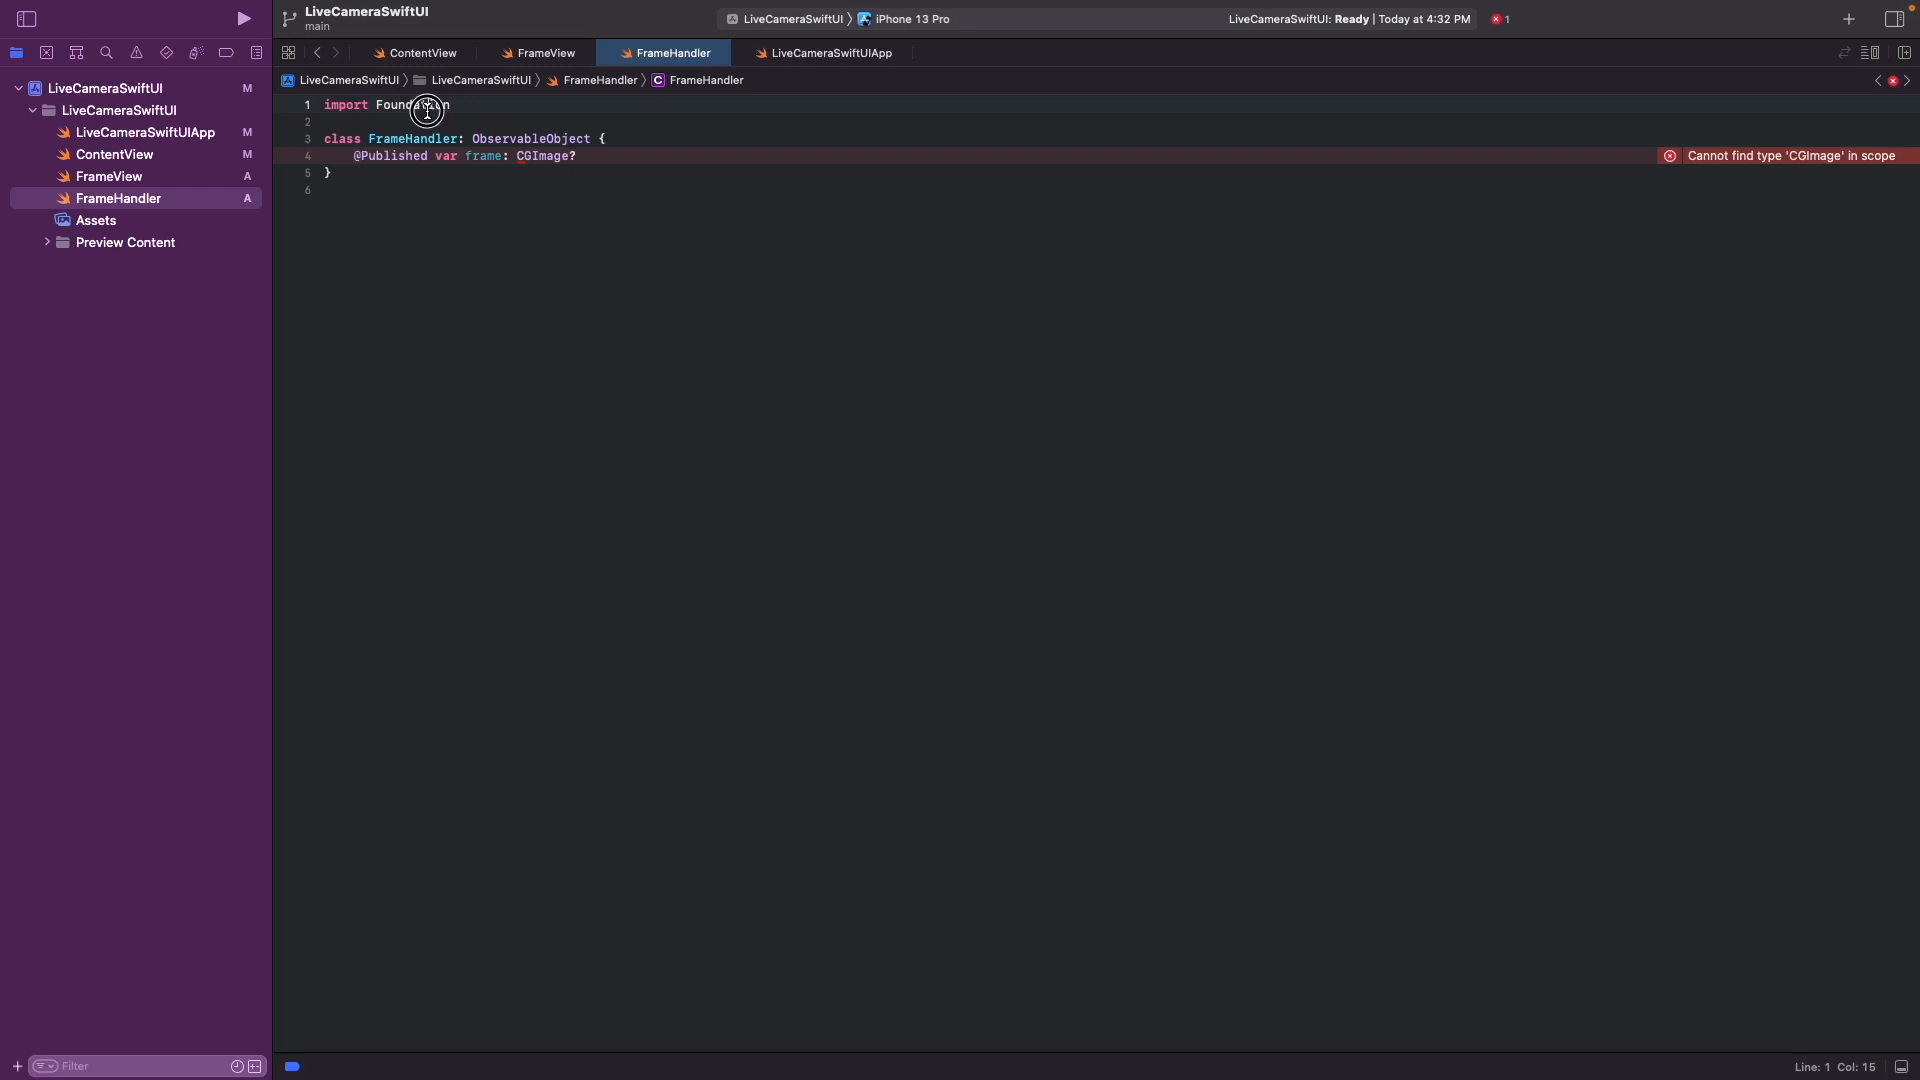 LiveCameraSwiftUI
main
LiveCameraSwiftUI
iPhone 13 Pro
LiveCameraSwiftUI: Ready | Today at 4:32 PM
1
ContentView
FrameView
FrameHandler
LiveCameraSwiftUIApp
LiveCameraSwiftUI
LiveCameraSwiftUI
FrameHandler
C FrameHandler
LiveCameraSwiftUI M
LiveCameraSwiftUI
LiveCameraSwiftUIApp M
ContentView M
FrameView A
FrameHandler A
Assets
Preview Content
1 import Foundation
2
3 class FrameHandler: ObservableObject {
4 @Published var frame: CGImage?
Cannot find type 'CGImage' in scope
5 }
6
Filter
Line: 1 Col: 15